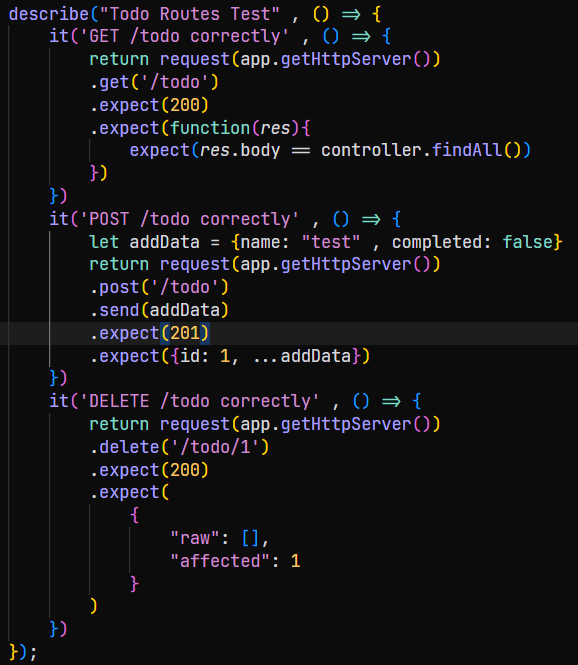 describe("Todo Routes Test" , () => {
    it('GET /todo correctly' , () => {
        return request(app.getHttpServer())
        .get('/todo')
        .expect(200)
        .expect(function(res){
            expect(res.body == controller.findAll())
        })
    })
    it('POST /todo correctly' , () => {
        let addData = {name: "test" , completed: false}
        return request(app.getHttpServer())
        .post('/todo')
        .send(addData)
        .expect(201)
        .expect({id: 1, ...addData})
    })
    it('DELETE /todo correctly' , () => {
        return request(app.getHttpServer())
        .delete('/todo/1')
        .expect(200)
        .expect(
            {
                "raw": [],
                "affected": 1
            }
        )
    })
});